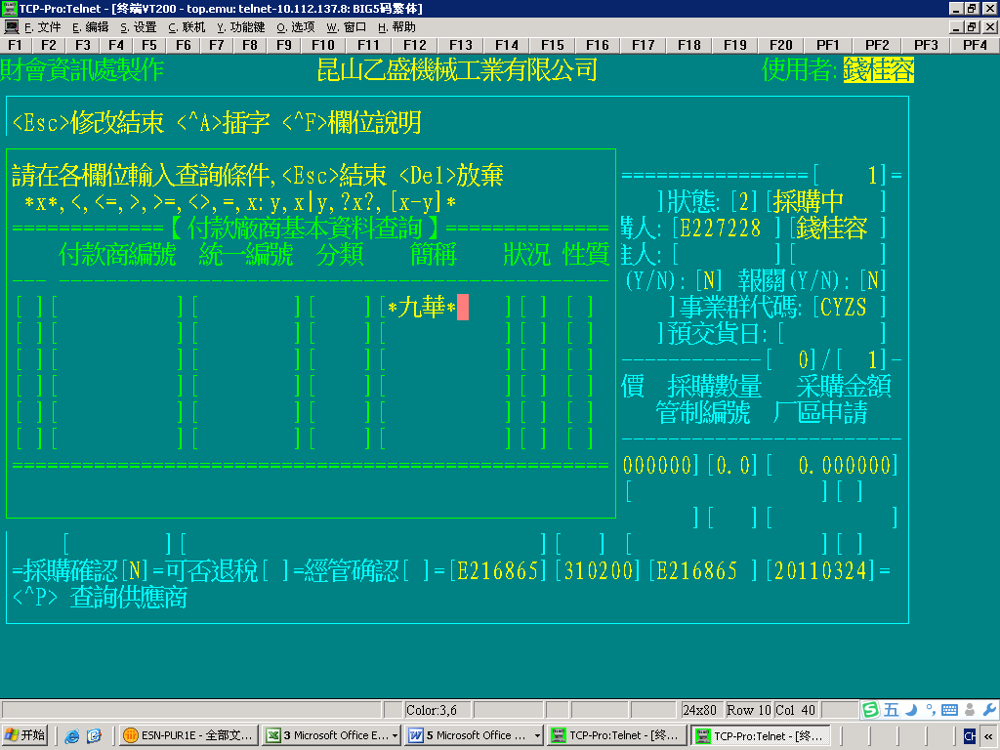 TCP-Pro:Telnet - [终端VT200 - top.emu: telnet-10.112.137.8: BIG5码繁体]
F. 文件 E. 编辑 S. 设置 C. 联机 Y. 功能键 O. 选项 W. 窗口 H. 帮助
F1 F2 F3 F4 F5 F6 F7 F8 F9 F10 F11 F12 F13 F14 F15 F16 F17 F18 F19 F20 PF1 PF2 PF3 PF4
財會資訊處製作 昆山乙盛機械工業有限公司 使用者: 錢桂容
<Esc>修改結束 <^A>插字 <^F>欄位說明
請在各欄位輸入查詢條件,<Esc>結束 <Del>放棄
================[ 1]=
*x*,<,<=,>,>=,<>,=,x:y,x|y,?x?,[x-y]*
]狀態: [2][採購中 ]
=============【付款廠商基本資料查詢】==============
購人: [E227228 ][錢桂容 ]
付款商編號 統一編號 分類 簡稱 狀況 性質
[ ][ ]
(Y/N): [N] 報關(Y/N): [N]
[ ][ ][ ][ ][*九華* ][ ] [ ]
]事業群代碼: [CYZS ]
[ ][ ][ ][ ][ ][ ] [ ]
]預交貨日: [ ]
[ ][ ][ ][ ][ ][ ] [ ]
------------[ 0]/[ 1]-
[ ][ ][ ][ ][ ][ ] [ ]
價 採購數量 采購金額
[ ][ ][ ][ ][ ][ ] [ ]
管制編號 厂區申請
[ ][ ][ ][ ][ ][ ] [ ]
------------------------
===================================================
000000][0.0][ 0.000000]
[ ][ ]
][ ][ ]
[ ][ ][ ] [ ][ ]
=採購確認[N]=可否退稅[ ]=經管确認[ ]=[E216865][310200][E216865 ][20110324]=
<^P> 查詢供應商
Color:3,6 24x80 Row 10 Col 40 五
开始 ESN-PUR1E - 全部文... 3 Microsoft Office E... 5 Microsoft Office ... TCP-Pro:Telnet - [终... TCP-Pro:Telnet - [终... CH «